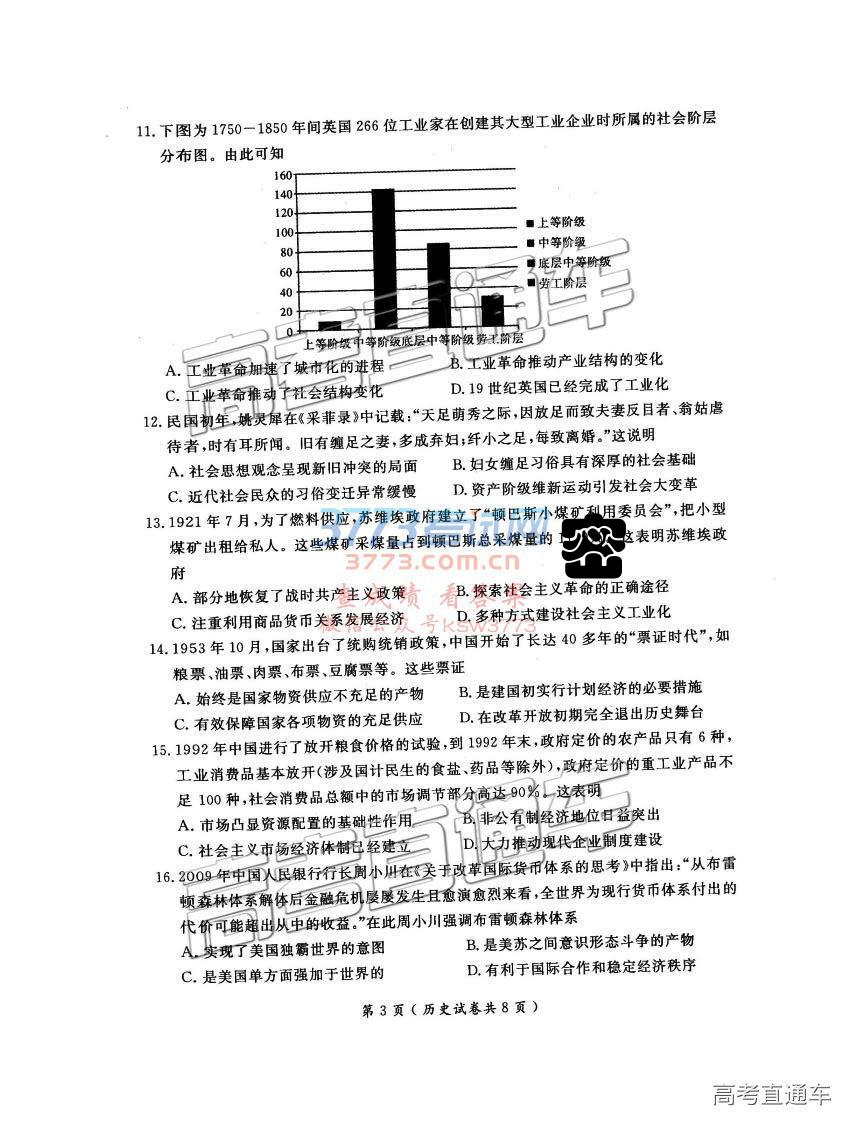 11.下图为1750－1850年间英国266位工业家在创建其大型工业企业时所属的社会阶层
分布图。由此可知
160
140
120
100
80
60
40
20
0
上等阶级
中等阶级
底层中等阶级
劳工阶层
上等阶级 中等阶级底层中等阶级劳工阶层
A. 工业革命加速了城市化的进程
B. 工业革命推动产业结构的变化
C. 工业革命推动了社会结构变化
D. 19世纪英国已经完成了工业化
12.民国初年，姚灵犀在《采菲录》中记载：“天足萌秀之际，因放足而致夫妻反目者、翁姑虐
待者，时有耳所闻。旧有缠足之妻，多成弃妇；纤小之足，每致离婚。”这说明
A. 社会思想观念呈现新旧冲突的局面
B. 妇女缠足习俗具有深厚的社会基础
C. 近代社会民众的习俗变迁异常缓慢
D. 资产阶级维新运动引发社会大变革
13.1921年7月，为了燃料供应，苏维埃政府建立了“顿巴斯小煤矿利用委员会”，把小型
煤矿出租给私人。这些煤矿采煤量占到顿巴斯总采煤量的 这表明苏维埃政
府
A. 部分地恢复了战时共产主义政策
B. 探索社会主义革命的正确途径
C. 注重利用商品货币关系发展经济
D. 多种方式建设社会主义工业化
14.1953年10月，国家出台了统购统销政策，中国开始了长达40多年的“票证时代”，如
粮票、油票、肉票、布票、豆腐票等。这些票证
A. 始终是国家物资供应不充足的产物
B. 是建国初实行计划经济的必要措施
C. 有效保障国家各项物资的充足供应
D. 在改革开放初期完全退出历史舞台
15.1992年中国进行了放开粮食价格的试验，到1992年末，政府定价的农产品只有6种，
工业消费品基本放开（涉及国计民生的食盐、药品等除外），政府定价的重工业产品不
足100种，社会消费品总额中的市场调节部分高达90%。这表明
A. 市场凸显资源配置的基础性作用
B. 非公有制经济地位日益突出
C. 社会主义市场经济体制已经建立
D. 大力推动现代企业制度建设
16.2009年中国人民银行行长周小川在《关于改革国际货币体系的思考》中指出：“从布雷
顿森林体系解体后金融危机屡屡发生且愈演愈烈来看，全世界为现行货币体系付出的
代价可能超出从中的收益。”在此周小川强调布雷顿森林体系
A. 实现了美国独霸世界的意图
B. 是美苏之间意识形态斗争的产物
C. 是美国单方面强加于世界的
D. 有利于国际合作和稳定经济秩序
第3页（历史试卷共8页）
高考直通车
高考直通车
3773考试网
3773.com.cn
查成绩 看答案
微信公众号KSW3773
高考直通车